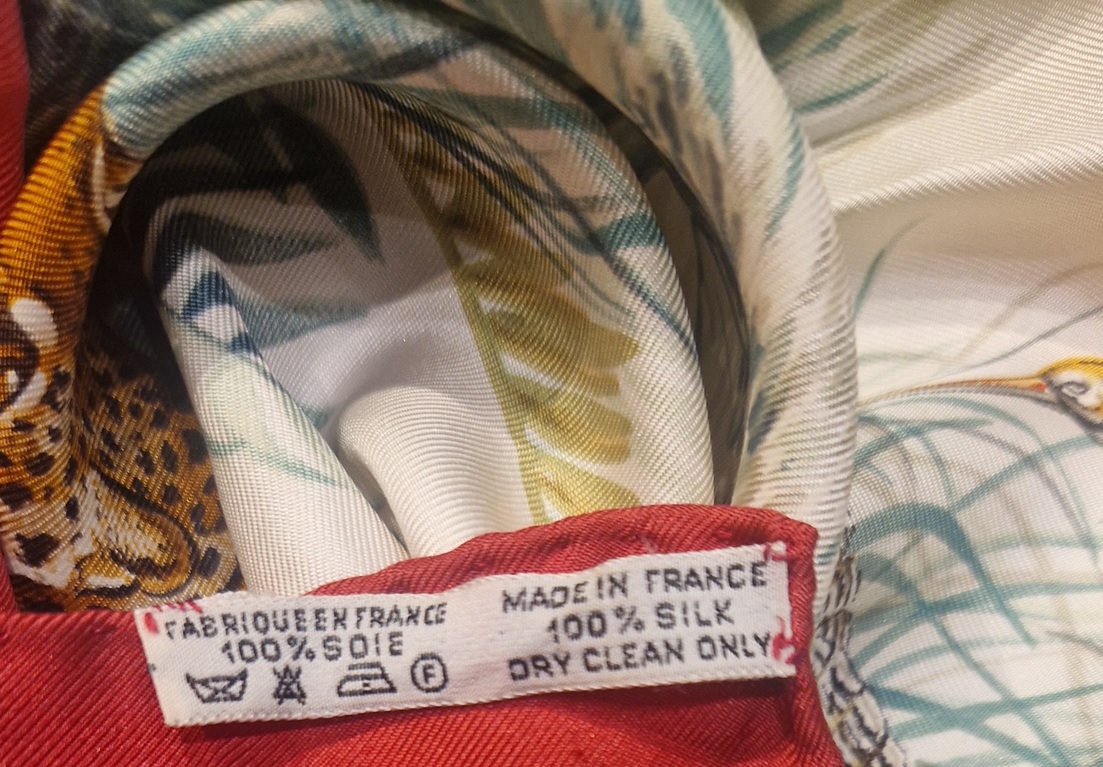 FABRIQUE EN FRANCE
100% SOIE
F
MADE IN FRANCE
100% SILK
DRY CLEAN ONLY